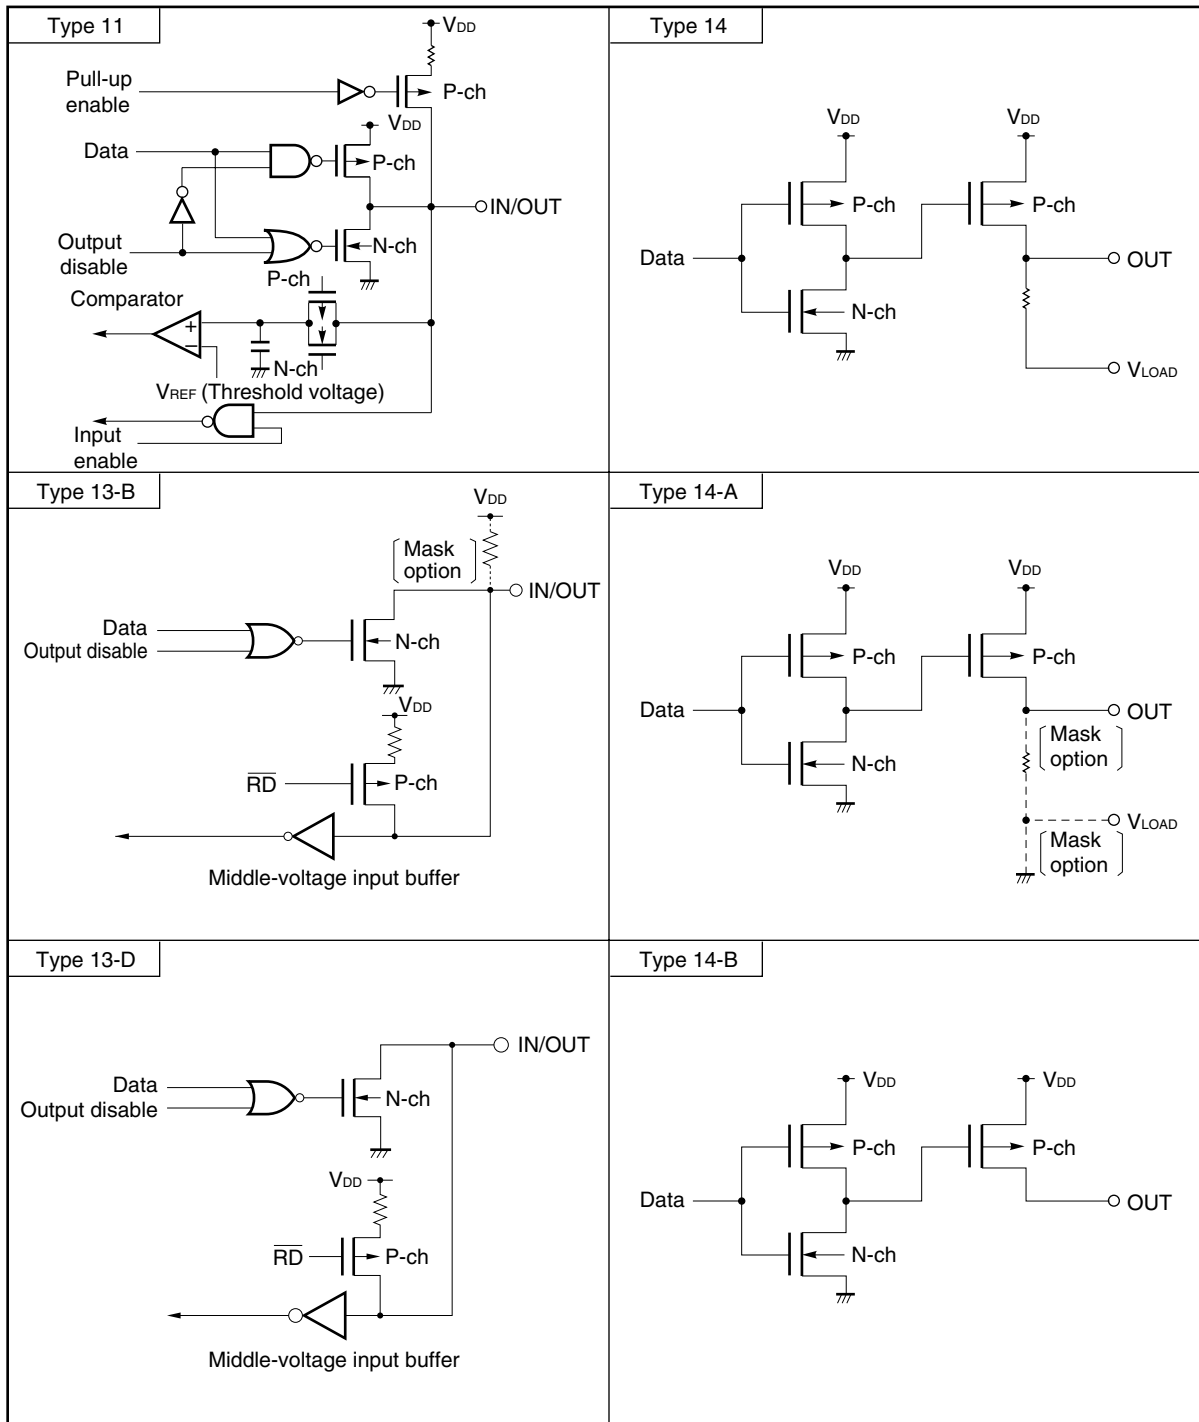 Type 11
VDD
Pull-up
enable
P-ch
VDD
Data
P-ch
IN/OUT
Output
disable
N-ch
P-ch
Comparator
+
−
N-ch
VREF (Threshold voltage)
Input
enable
Type 14
VDD
VDD
P-ch
P-ch
Data
OUT
N-ch
VLOAD
Type 13-B
VDD
Mask
option
IN/OUT
Data
Output disable
N-ch
VDD
RD
P-ch
Middle-voltage input buffer
Type 14-A
VDD
VDD
P-ch
P-ch
Data
OUT
Mask
option
N-ch
VLOAD
Mask
option
Type 13-D
IN/OUT
Data
Output disable
N-ch
VDD
RD
P-ch
Middle-voltage input buffer
Type 14-B
VDD
VDD
P-ch
P-ch
Data
OUT
N-ch